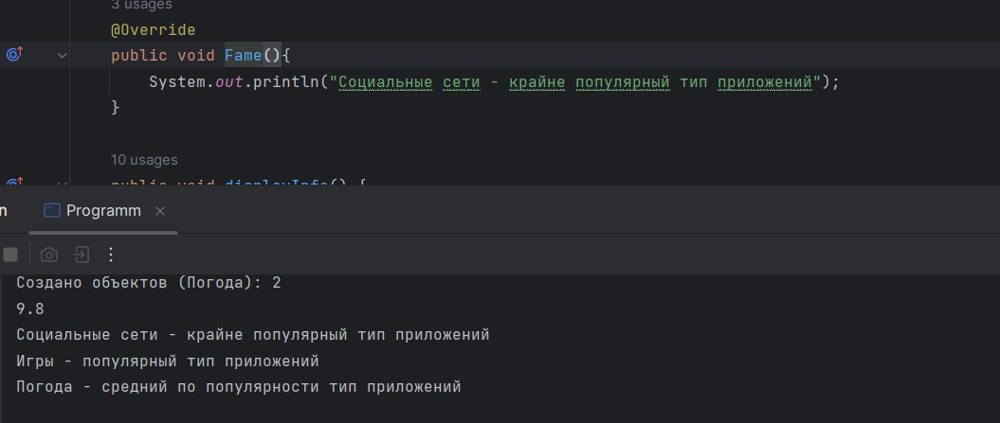 3 usages
@Override
public void Fame(){
System.out.println("Социальные сети - крайне популярный тип приложений");
}
10 usages
public void displayInfo() {
n
Programm
Создано объектов (Погода): 2
9.8
Социальные сети - крайне популярный тип приложений
Игры - популярный тип приложений
Погода - средний по популярности тип приложений